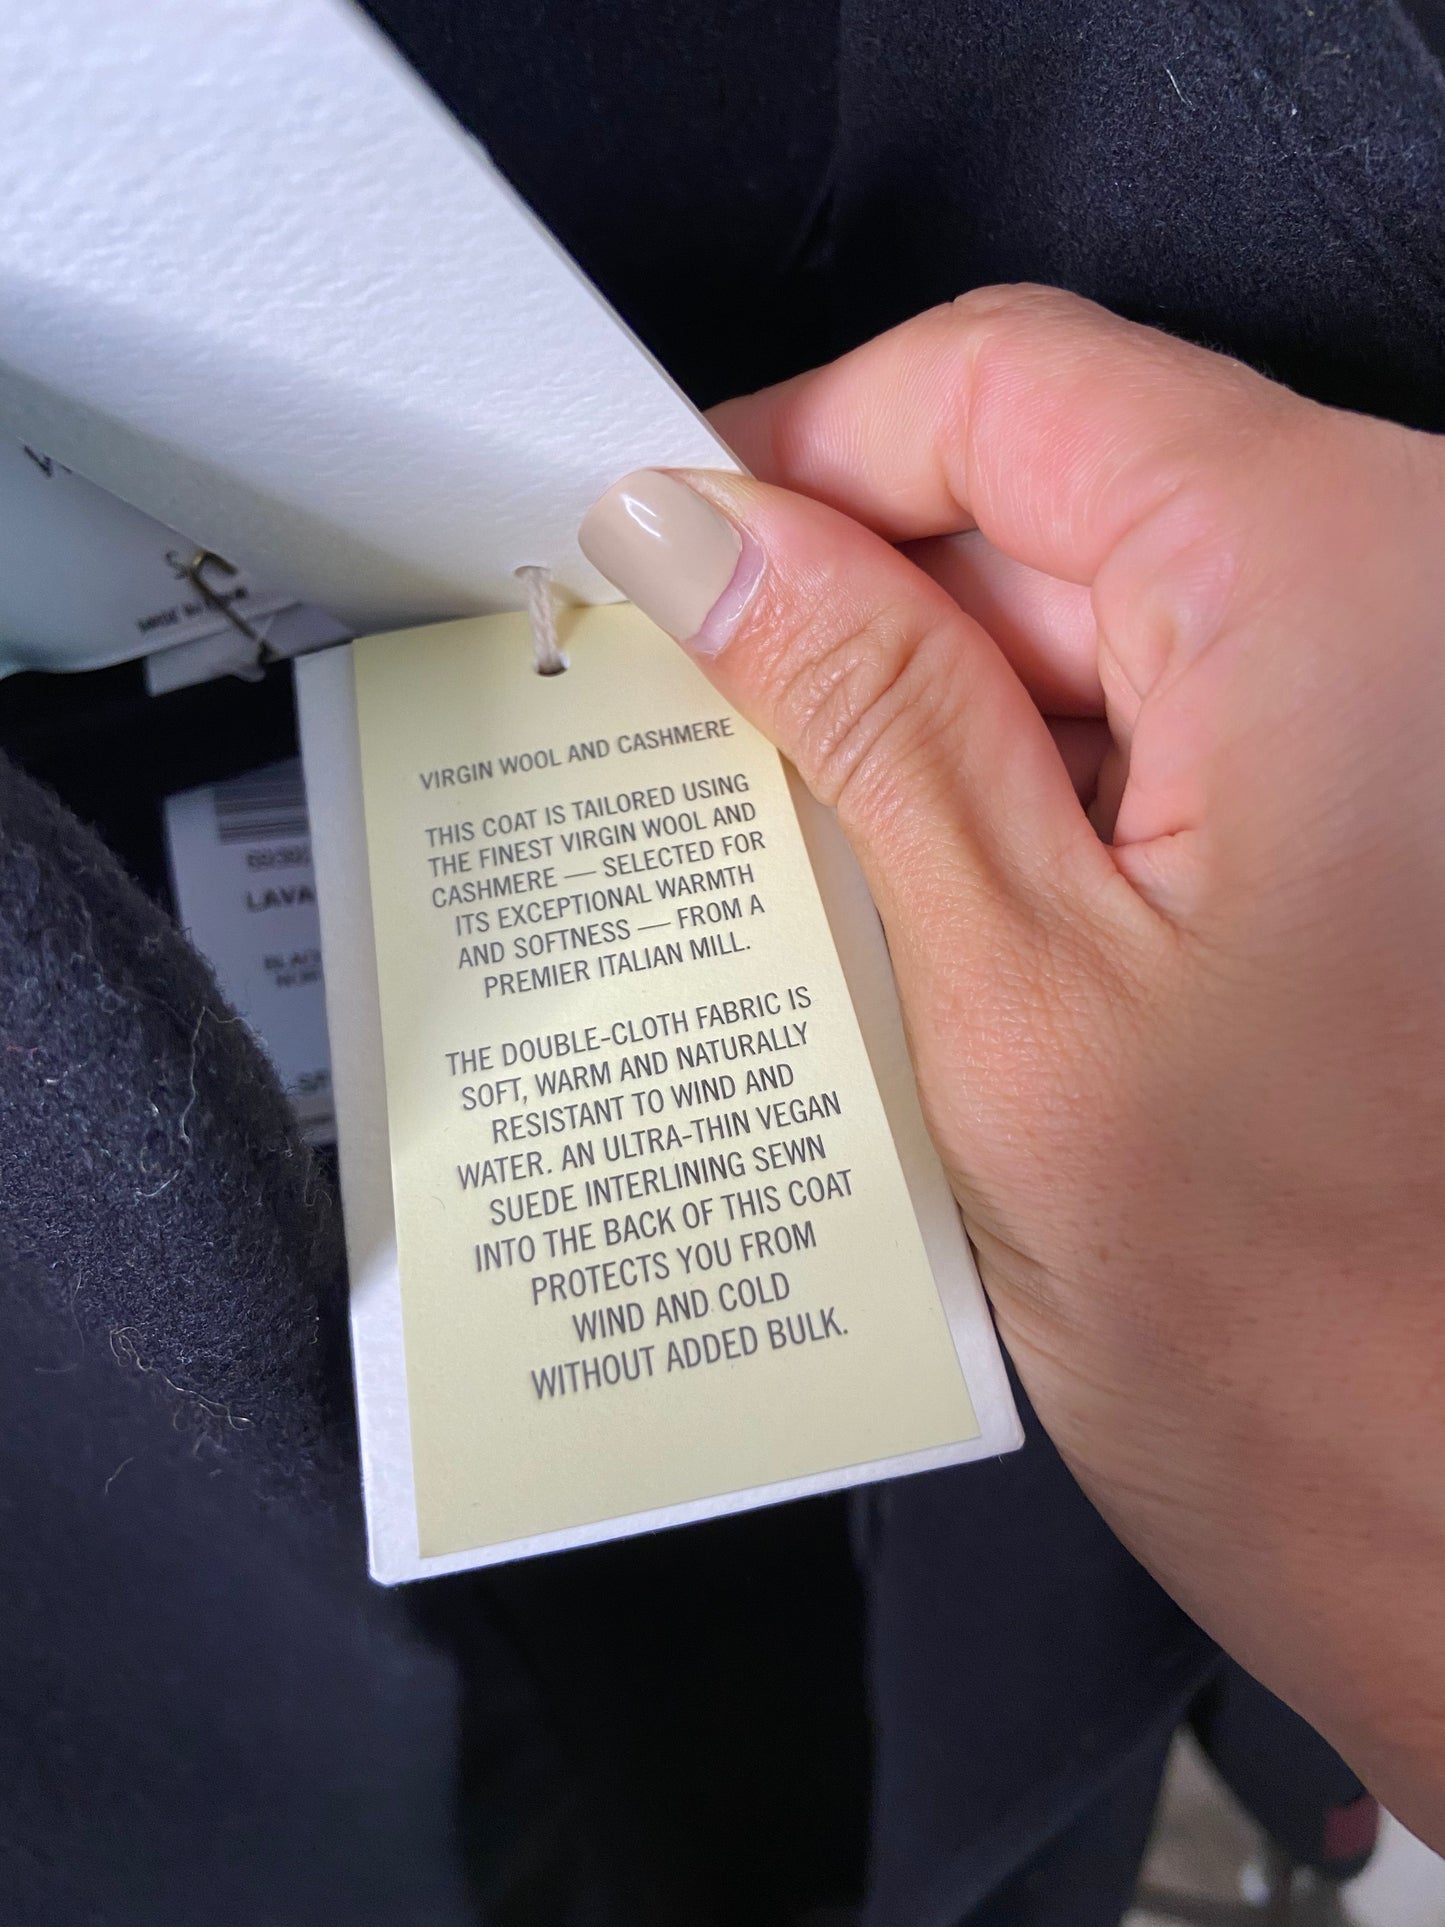 VIRGIN WOOL AND CASHMERE
THIS COAT IS TAILORED USING
THE FINEST VIRGIN WOOL AND
CASHMERE — SELECTED FOR
ITS EXCEPTIONAL WARMTH
AND SOFTNESS — FROM A
PREMIER ITALIAN MILL.
THE DOUBLE-CLOTH FABRIC IS
SOFT, WARM AND NATURALLY
RESISTANT TO WIND AND
WATER. AN ULTRA-THIN VEGAN
SUEDE INTERLINING SEWN
INTO THE BACK OF THIS COAT
PROTECTS YOU FROM
WIND AND COLD
WITHOUT ADDED BULK.
LAVA